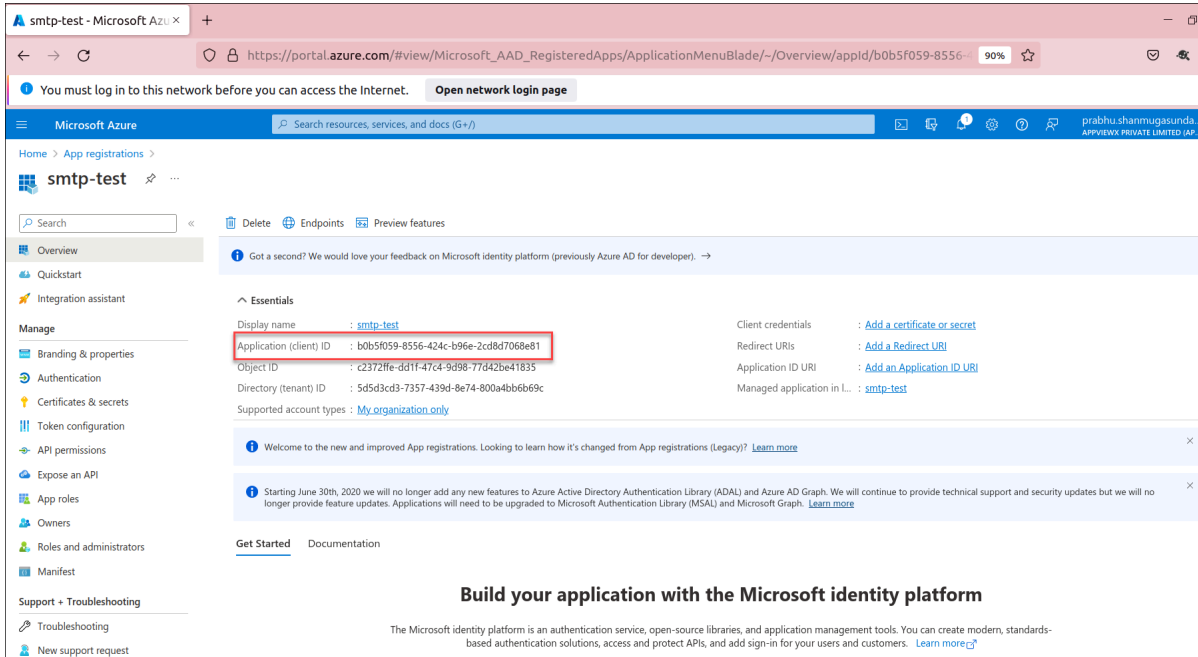 smtp-test - Microsoft Azu
https://portal.azure.com/#view/Microsoft_AAD_RegisteredApps/ApplicationMenuBlade/~/Overview/appId/b0b5f059-8556-4
90%
You must log in to this network before you can access the Internet. Open network login page
Microsoft Azure
Search resources, services, and docs (G+/)
1
prabhu.shanmugasunda...
APPVIEWX PRIVATE LIMITED (AP...
Home > App registrations >
smtp-test ...
Search «
Delete Endpoints Preview features
Overview
Quickstart
Integration assistant
Manage
Branding & properties
Authentication
Certificates & secrets
Token configuration
API permissions
Expose an API
App roles
Owners
Roles and administrators
Manifest
Support + Troubleshooting
Troubleshooting
New support request
Got a second? We would love your feedback on Microsoft identity platform (previously Azure AD for developer). →
Essentials
Display name : smtp-test
Application (client) ID : b0b5f059-8556-424c-b96e-2cd8d7068e81
Object ID : c2372ffe-dd1f-47c4-9d98-77d42be41835
Directory (tenant) ID : 5d5d3cd3-7357-439d-8e74-800a4bb6b69c
Supported account types : My organization only
Client credentials : Add a certificate or secret
Redirect URIs : Add a Redirect URI
Application ID URI : Add an Application ID URI
Managed application in l... : smtp-test
Welcome to the new and improved App registrations. Looking to learn how it's changed from App registrations (Legacy)? Learn more
Starting June 30th, 2020 we will no longer add any new features to Azure Active Directory Authentication Library (ADAL) and Azure AD Graph. We will continue to provide technical support and security updates but we will no
longer provide feature updates. Applications will need to be upgraded to Microsoft Authentication Library (MSAL) and Microsoft Graph. Learn more
Get Started Documentation
Build your application with the Microsoft identity platform
The Microsoft identity platform is an authentication service, open-source libraries, and application management tools. You can create modern, standards-
based authentication solutions, access and protect APIs, and add sign-in for your users and customers. Learn more